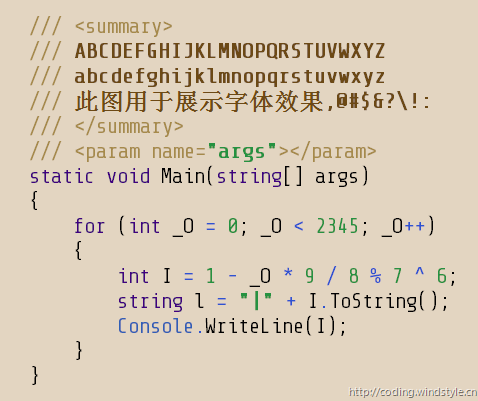 /// <summary>
/// ABCDEFGHIJKLMNOPQRSTUVWXYZ
/// abcdefghijklmnopqrstuvwxyz
/// 此图用于展示字体效果,@#$&?\!:
/// </summary>
/// <param name="args"></param>
static void Main(string[] args)
{
    for (int _O = 0; _O < 2345; _O++)
    {
        int I = 1 - _O * 9 / 8 % 7 ^ 6;
        string l = "|" + I.ToString();
        Console.WriteLine(I);
    }
}
http://coding.windstyle.cn